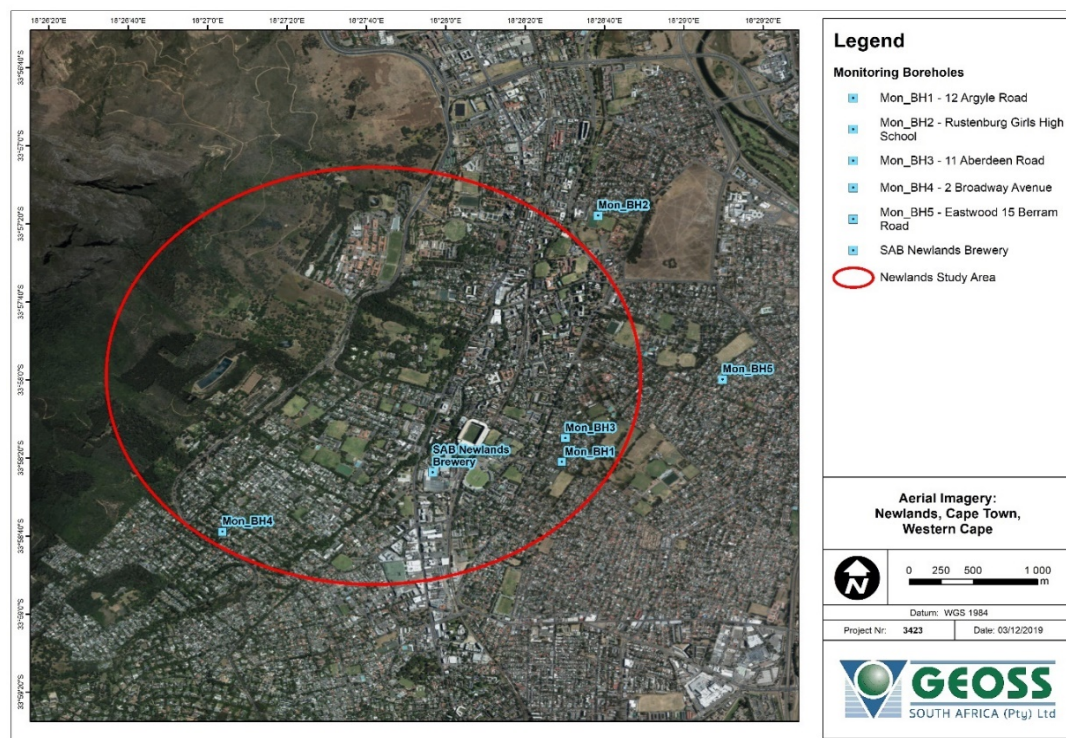 18°26'20"E 18°26'40"E 18°27'0"E 18°27'20"E 18°27'40"E 18°28'0"E 18°28'20"E 18°28'40"E 18°29'0"E 18°29'20"E
33°56'40"S
33°57'0"S
33°57'20"S
33°57'40"S
33°58'0"S
33°58'20"S
33°58'40"S
33°59'0"S
33°59'20"S
Mon_BH2
Mon_BH5
Mon_BH3
SAB Newlands
Brewery
Mon_BH1
Mon_BH4
Legend
Monitoring Boreholes
Mon_BH1 - 12 Argyle Road
Mon_BH2 - Rustenburg Girls High
School
Mon_BH3 - 11 Aberdeen Road
Mon_BH4 - 2 Broadway Avenue
Mon_BH5 - Eastwood 15 Berram
Road
SAB Newlands Brewery
Newlands Study Area
Aerial Imagery:
Newlands, Cape Town,
Western Cape
N
0 250 500 1 000
m
Datum: WGS 1984
Project Nr: 3423 Date: 03/12/2019
GEOSS
SOUTH AFRICA (Pty) Ltd